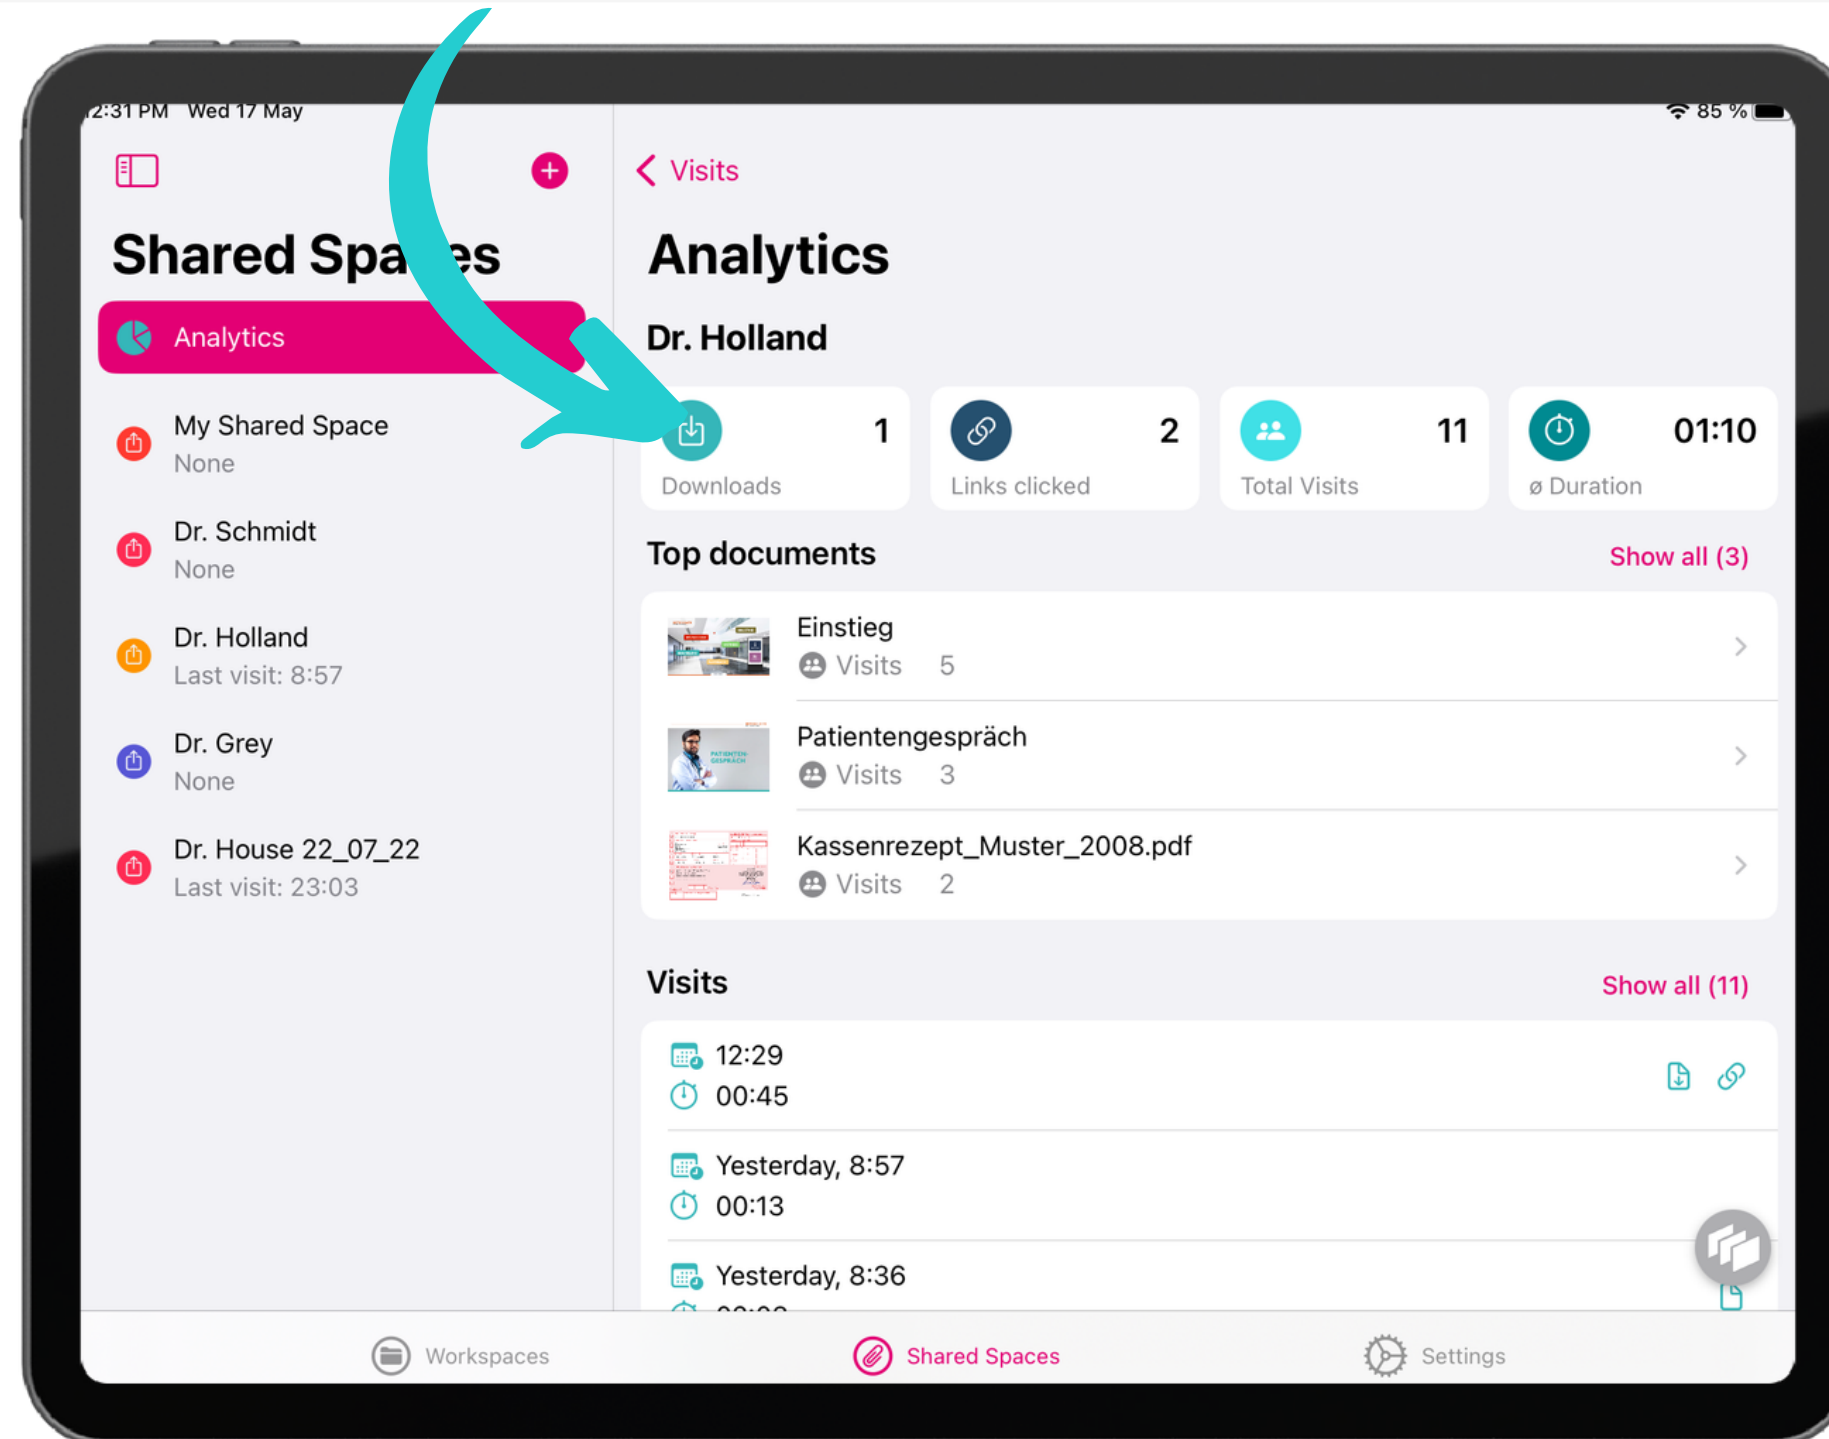 2:31 PM Wed 17 May
85 %
Visits
Shared Spaces
Analytics
Analytics
Dr. Holland
My Shared Space
None
Dr. Schmidt
None
Dr. Holland
Last visit: 8:57
Dr. Grey
None
Dr. House 22_07_22
Last visit: 23:03
1
Downloads
2
Links clicked
11
Total Visits
01:10
ø Duration
Top documents
Show all (3)
Einstieg
Visits 5
PATIENTEN-
GESPRÄCH
Patientengespräch
Visits 3
Kassenrezept_Muster_2008.pdf
Visits 2
Visits
Show all (11)
12:29
00:45
Yesterday, 8:57
00:13
Yesterday, 8:36
Workspaces
Shared Spaces
Settings